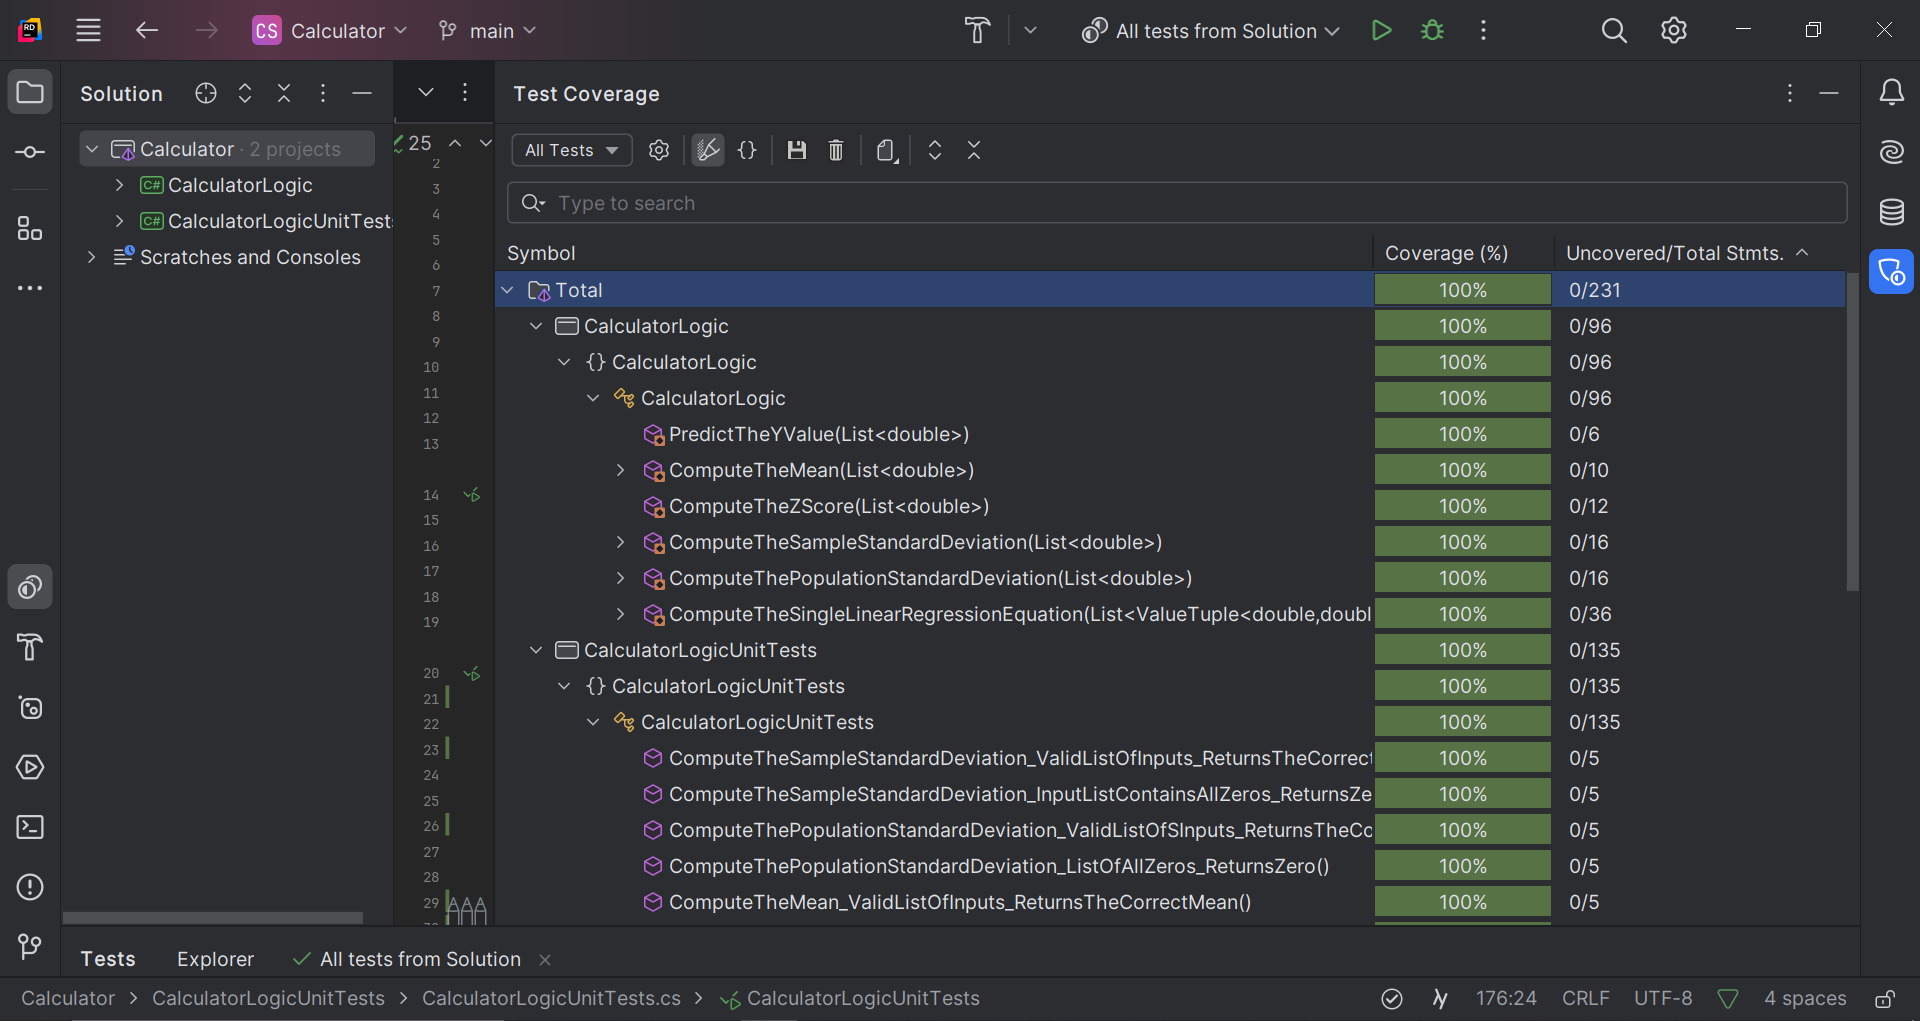 CS Calculator main All tests from Solution
Solution
Calculator · 2 projects
C# CalculatorLogic
C# CalculatorLogicUnitTests
Scratches and Consoles
25
2
3
4
5
6
7
8
9
10
11
12
13
14
15
16
17
18
19
20
21
22
23
24
25
26
27
28
29
Test Coverage
All Tests
Type to search
Symbol Coverage (%) Uncovered/Total Stmts.
Total 100% 0/231
CalculatorLogic 100% 0/96
{} CalculatorLogic 100% 0/96
CalculatorLogic 100% 0/96
PredictTheYValue(List<double>) 100% 0/6
ComputeTheMean(List<double>) 100% 0/10
ComputeTheZScore(List<double>) 100% 0/12
ComputeTheSampleStandardDeviation(List<double>) 100% 0/16
ComputeThePopulationStandardDeviation(List<double>) 100% 0/16
ComputeTheSingleLinearRegressionEquation(List<ValueTuple<double,doubl 100% 0/36
CalculatorLogicUnitTests 100% 0/135
{} CalculatorLogicUnitTests 100% 0/135
CalculatorLogicUnitTests 100% 0/135
ComputeTheSampleStandardDeviation_ValidListOfInputs_ReturnsTheCorrect 100% 0/5
ComputeTheSampleStandardDeviation_InputListContainsAllZeros_ReturnsZe 100% 0/5
ComputeThePopulationStandardDeviation_ValidListOfSInputs_ReturnsTheCo 100% 0/5
ComputeThePopulationStandardDeviation_ListOfAllZeros_ReturnsZero() 100% 0/5
ComputeTheMean_ValidListOfInputs_ReturnsTheCorrectMean() 100% 0/5
Tests Explorer All tests from Solution
Calculator > CalculatorLogicUnitTests > CalculatorLogicUnitTests.cs > CalculatorLogicUnitTests 176:24 CRLF UTF-8 4 spaces